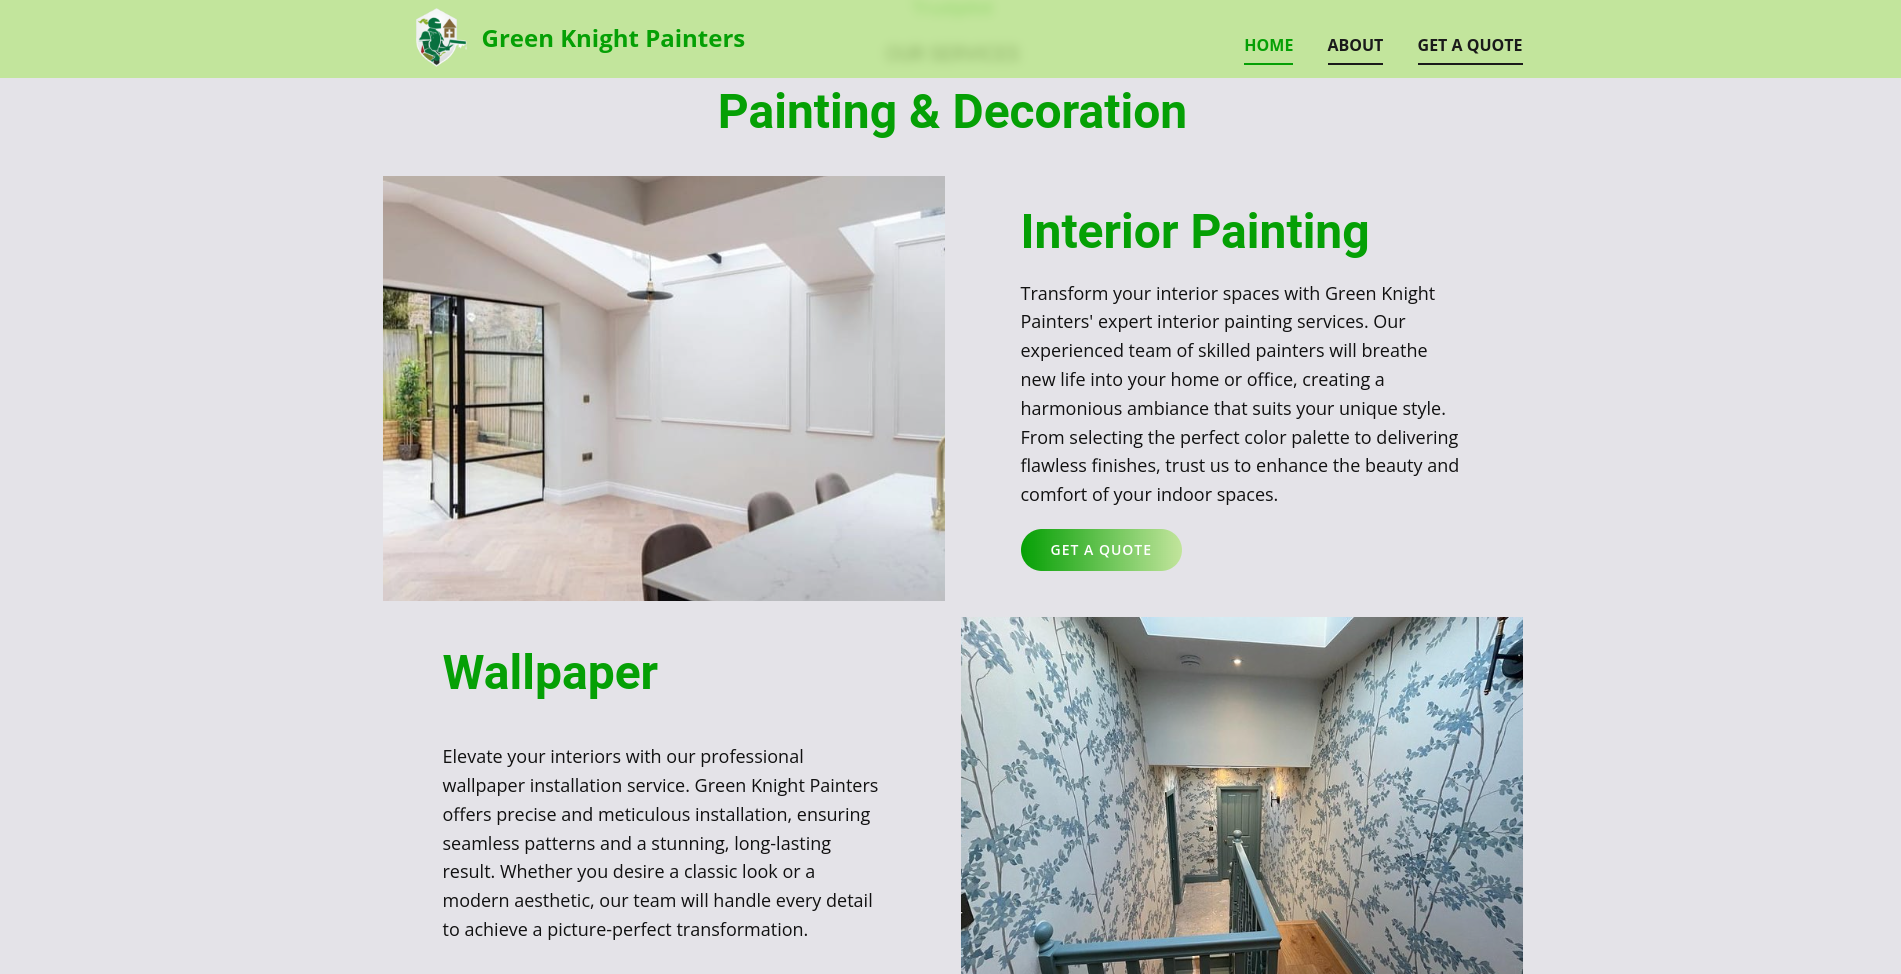 Green Knight Painters
HOME ABOUT GET A QUOTE
Painting & Decoration
Interior Painting
Transform your interior spaces with Green Knight
Painters' expert interior painting services. Our
experienced team of skilled painters will breathe
new life into your home or office, creating a
harmonious ambiance that suits your unique style.
From selecting the perfect color palette to delivering
flawless finishes, trust us to enhance the beauty and
comfort of your indoor spaces.
GET A QUOTE
Wallpaper
Elevate your interiors with our professional
wallpaper installation service. Green Knight Painters
offers precise and meticulous installation, ensuring
seamless patterns and a stunning, long-lasting
result. Whether you desire a classic look or a
modern aesthetic, our team will handle every detail
to achieve a picture-perfect transformation.